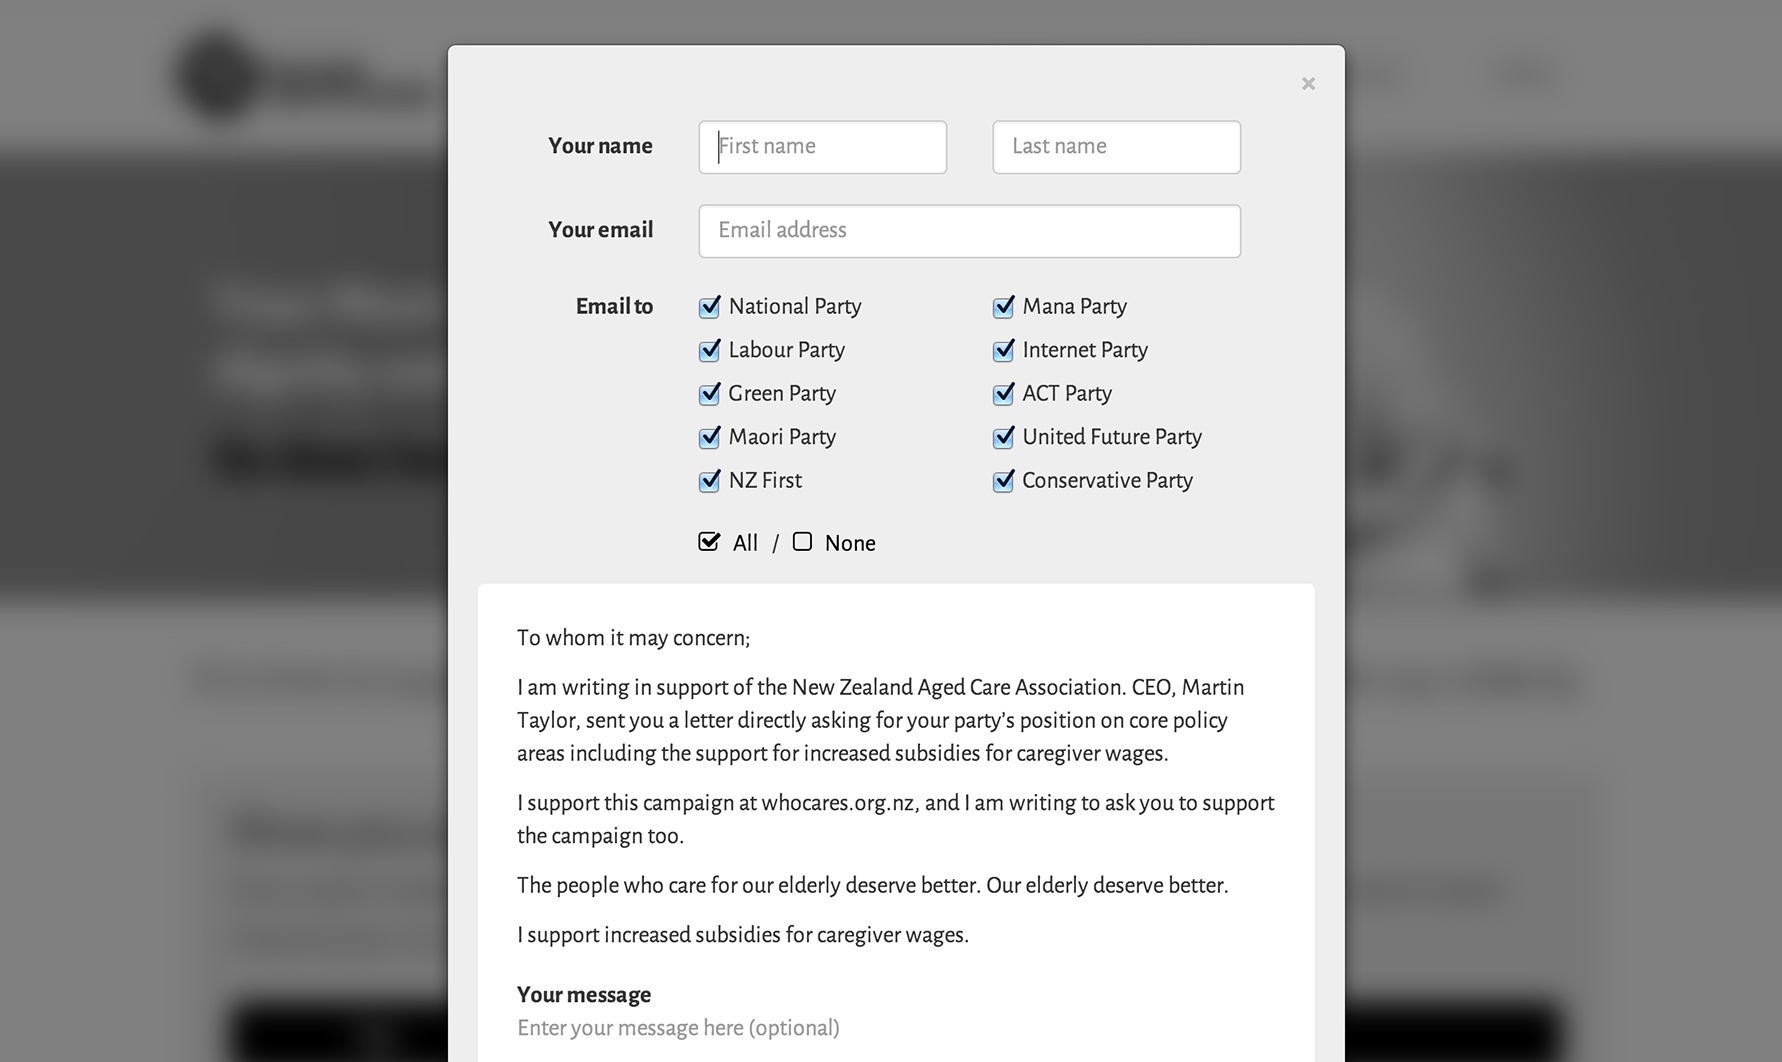 ×
Your name First name Last name
Your email Email address
Email to National Party Mana Party
Labour Party Internet Party
Green Party ACT Party
Maori Party United Future Party
NZ First Conservative Party
All / None
To whom it may concern;
I am writing in support of the New Zealand Aged Care Association. CEO, Martin
Taylor, sent you a letter directly asking for your party’s position on core policy
areas including the support for increased subsidies for caregiver wages.
I support this campaign at whocares.org.nz, and I am writing to ask you to support
the campaign too.
The people who care for our elderly deserve better. Our elderly deserve better.
I support increased subsidies for caregiver wages.
Your message
Enter your message here (optional)